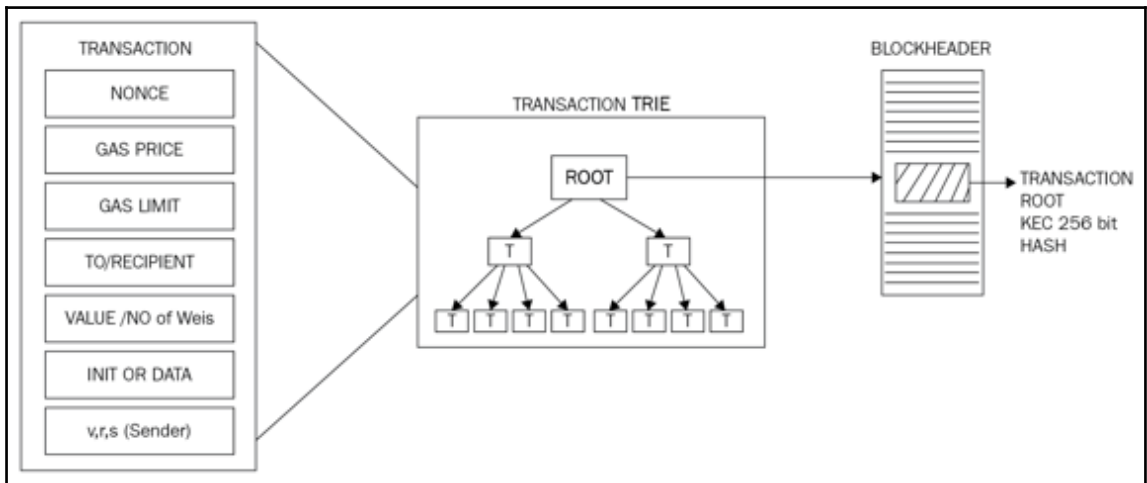 TRANSACTION
NONCE
GAS PRICE
GAS LIMIT
TO/RECIPIENT
VALUE /NO of Weis
INIT OR DATA
v,r,s (Sender)
TRANSACTION TRIE
ROOT
T T
T T T T T T T T
BLOCKHEADER
TRANSACTION
ROOT
KEC 256 bit
HASH